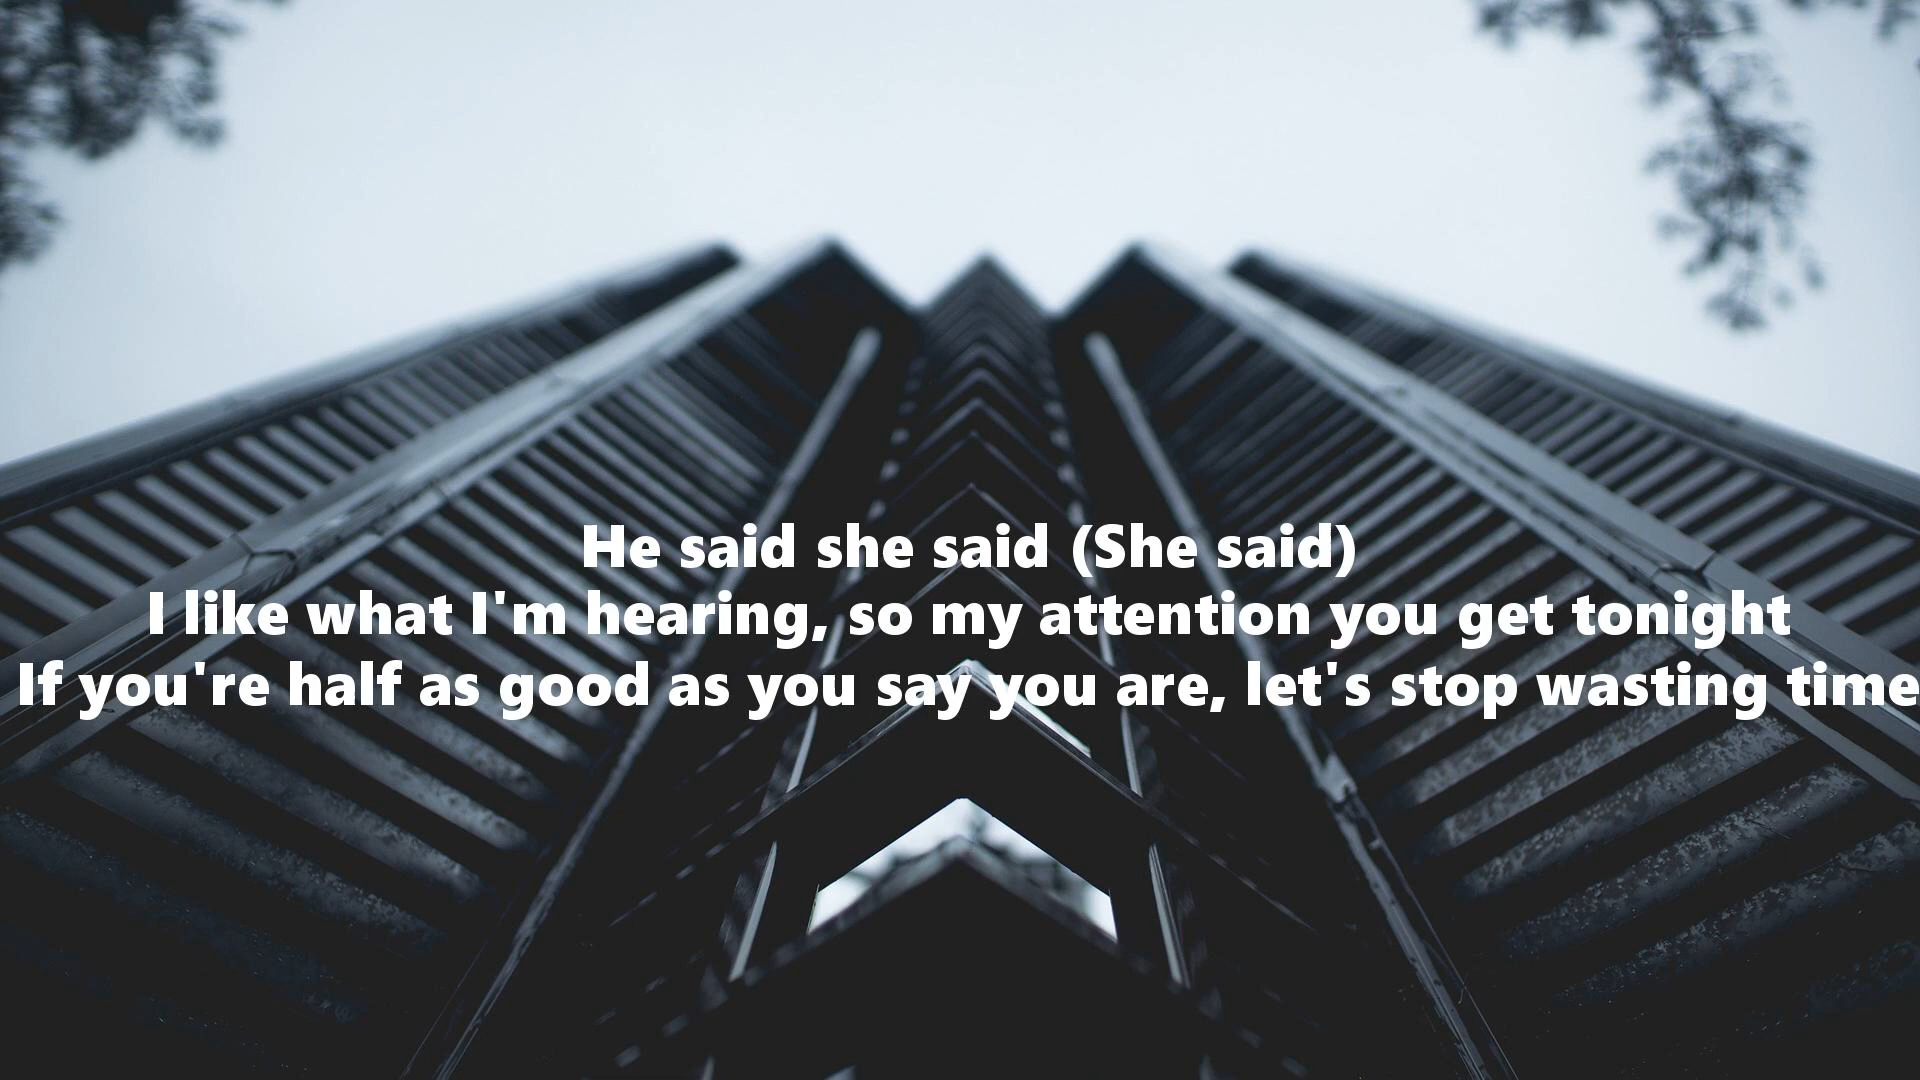 He said she said (She said)
I like what I'm hearing, so my attention you get tonight
If you're half as good as you say you are, let's stop wasting time